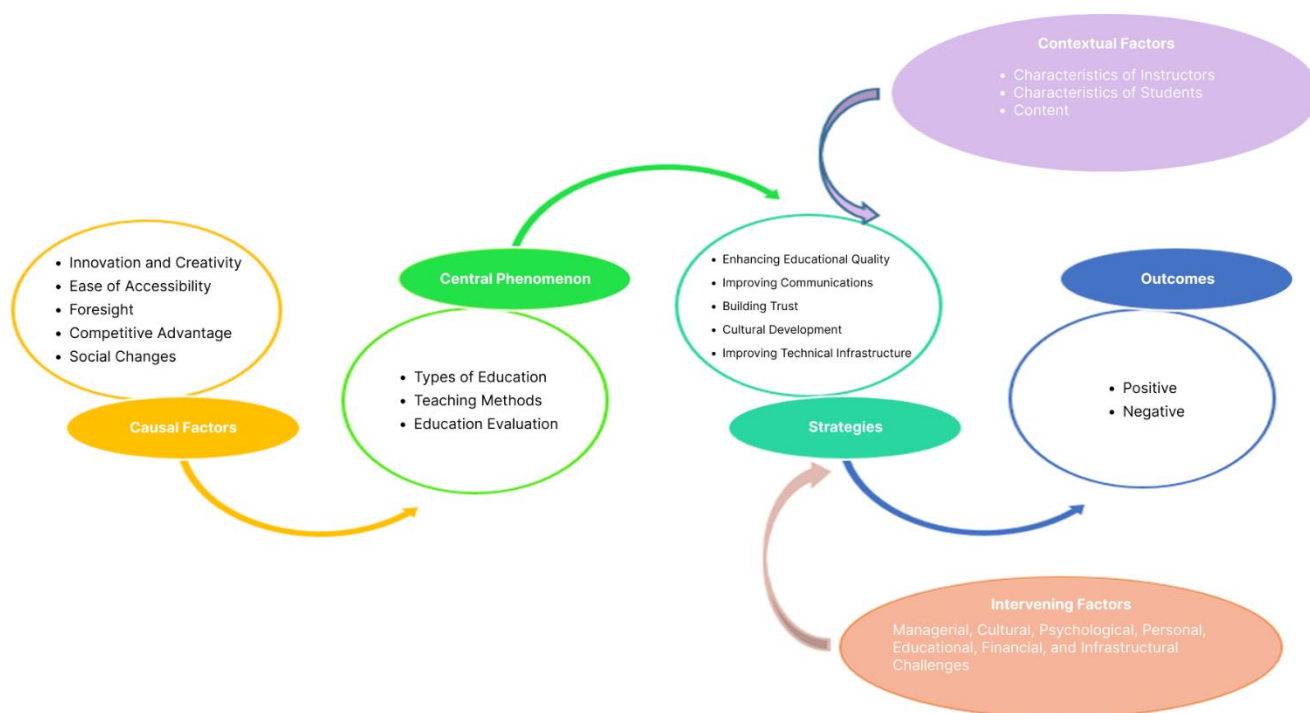 Contextual Factors
• Characteristics of Instructors
• Characteristics of Students
• Content
• Innovation and Creativity
• Ease of Accessibility
• Foresight
• Competitive Advantage
• Social Changes
Causal Factors
Central Phenomenon
• Types of Education
• Teaching Methods
• Education Evaluation
• Enhancing Educational Quality
• Improving Communications
• Building Trust
• Cultural Development
• Improving Technical Infrastructure
Strategies
Outcomes
• Positive
• Negative
Intervening Factors
Managerial, Cultural, Psychological, Personal,
Educational, Financial, and Infrastructural
Challenges